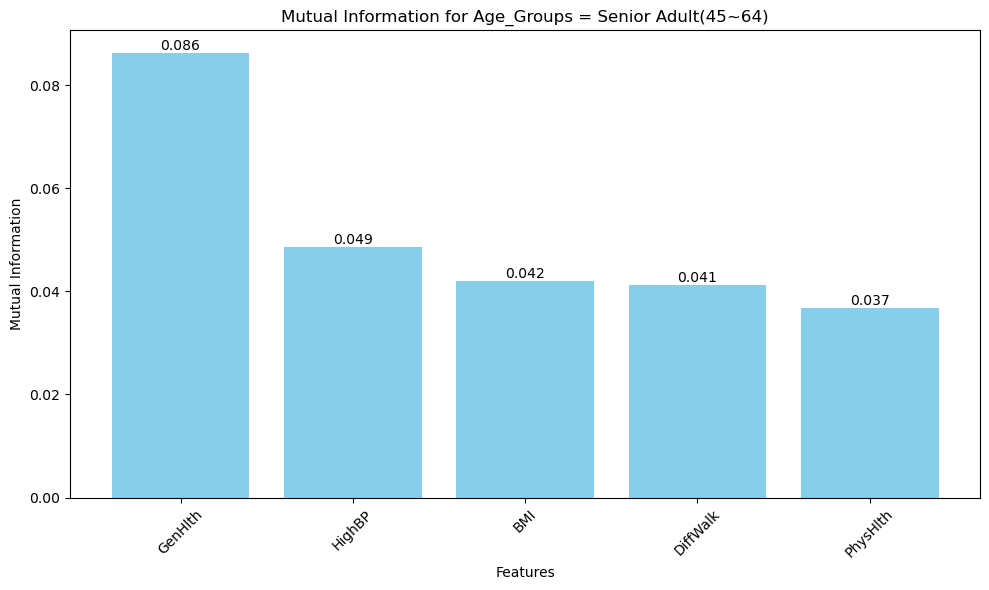 Mutual Information for Age_Groups = Senior Adult(45~64)
Mutual Information
0.08
0.06
0.04
0.02
0.00
0.086
0.049
0.042
0.041
0.037
GenHlth
HighBP
BMI
DiffWalk
PhysHlth
Features